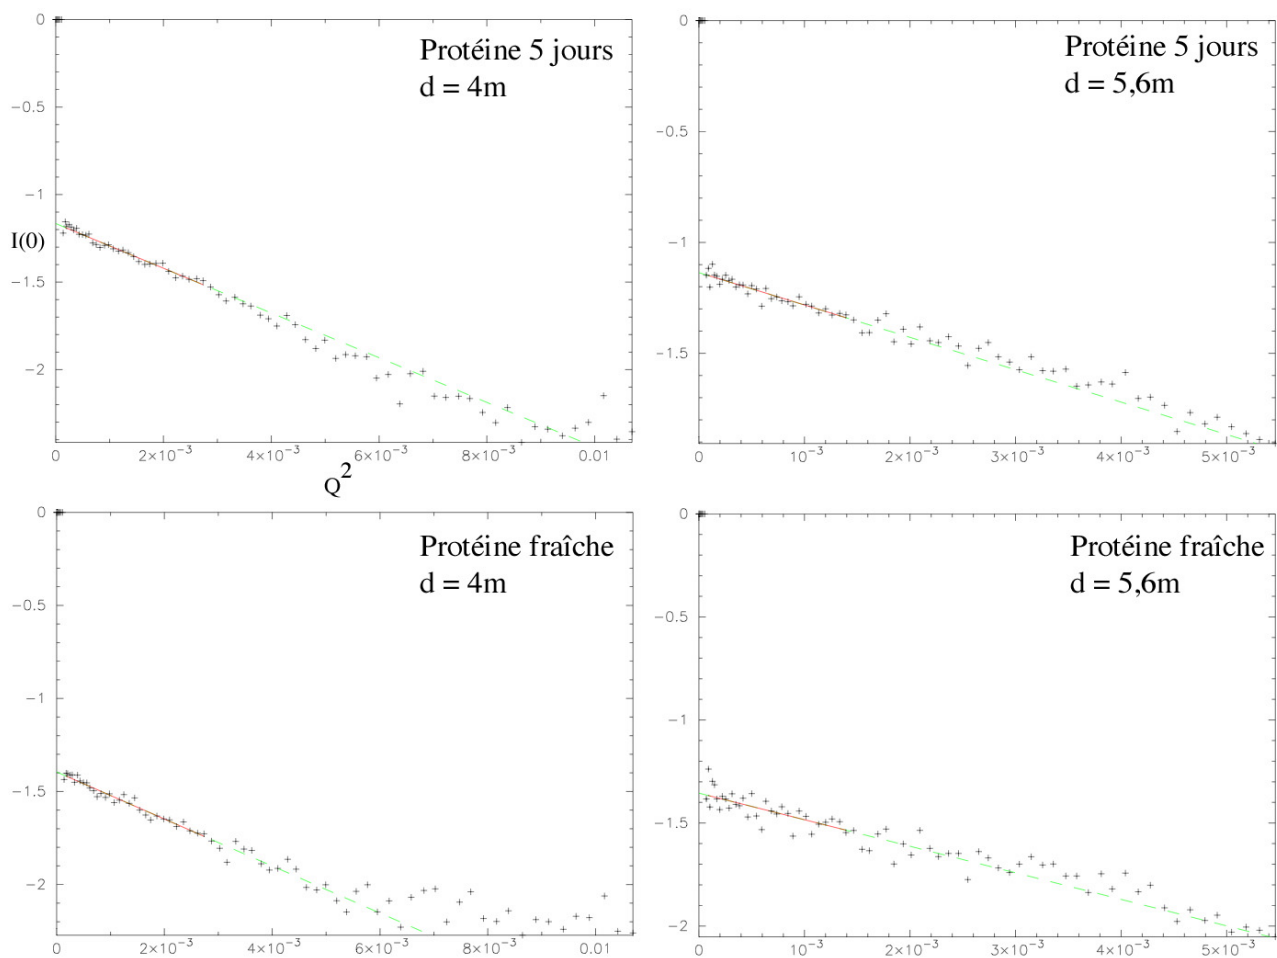 Protéine 5 jours
d = 4m
0
−0.5
−1
I(0)
−1.5
−2
0 2×10⁻³ 4×10⁻³ 6×10⁻³ 8×10⁻³ 0.01
Q²
Protéine 5 jours
d = 5,6m
0
−0.5
−1
−1.5
0 10⁻³ 2×10⁻³ 3×10⁻³ 4×10⁻³ 5×10⁻³
Protéine fraîche
d = 4m
0
−0.5
−1
−1.5
−2
0 2×10⁻³ 4×10⁻³ 6×10⁻³ 8×10⁻³ 0.01
Protéine fraîche
d = 5,6m
0
−0.5
−1
−1.5
−2
0 10⁻³ 2×10⁻³ 3×10⁻³ 4×10⁻³ 5×10⁻³